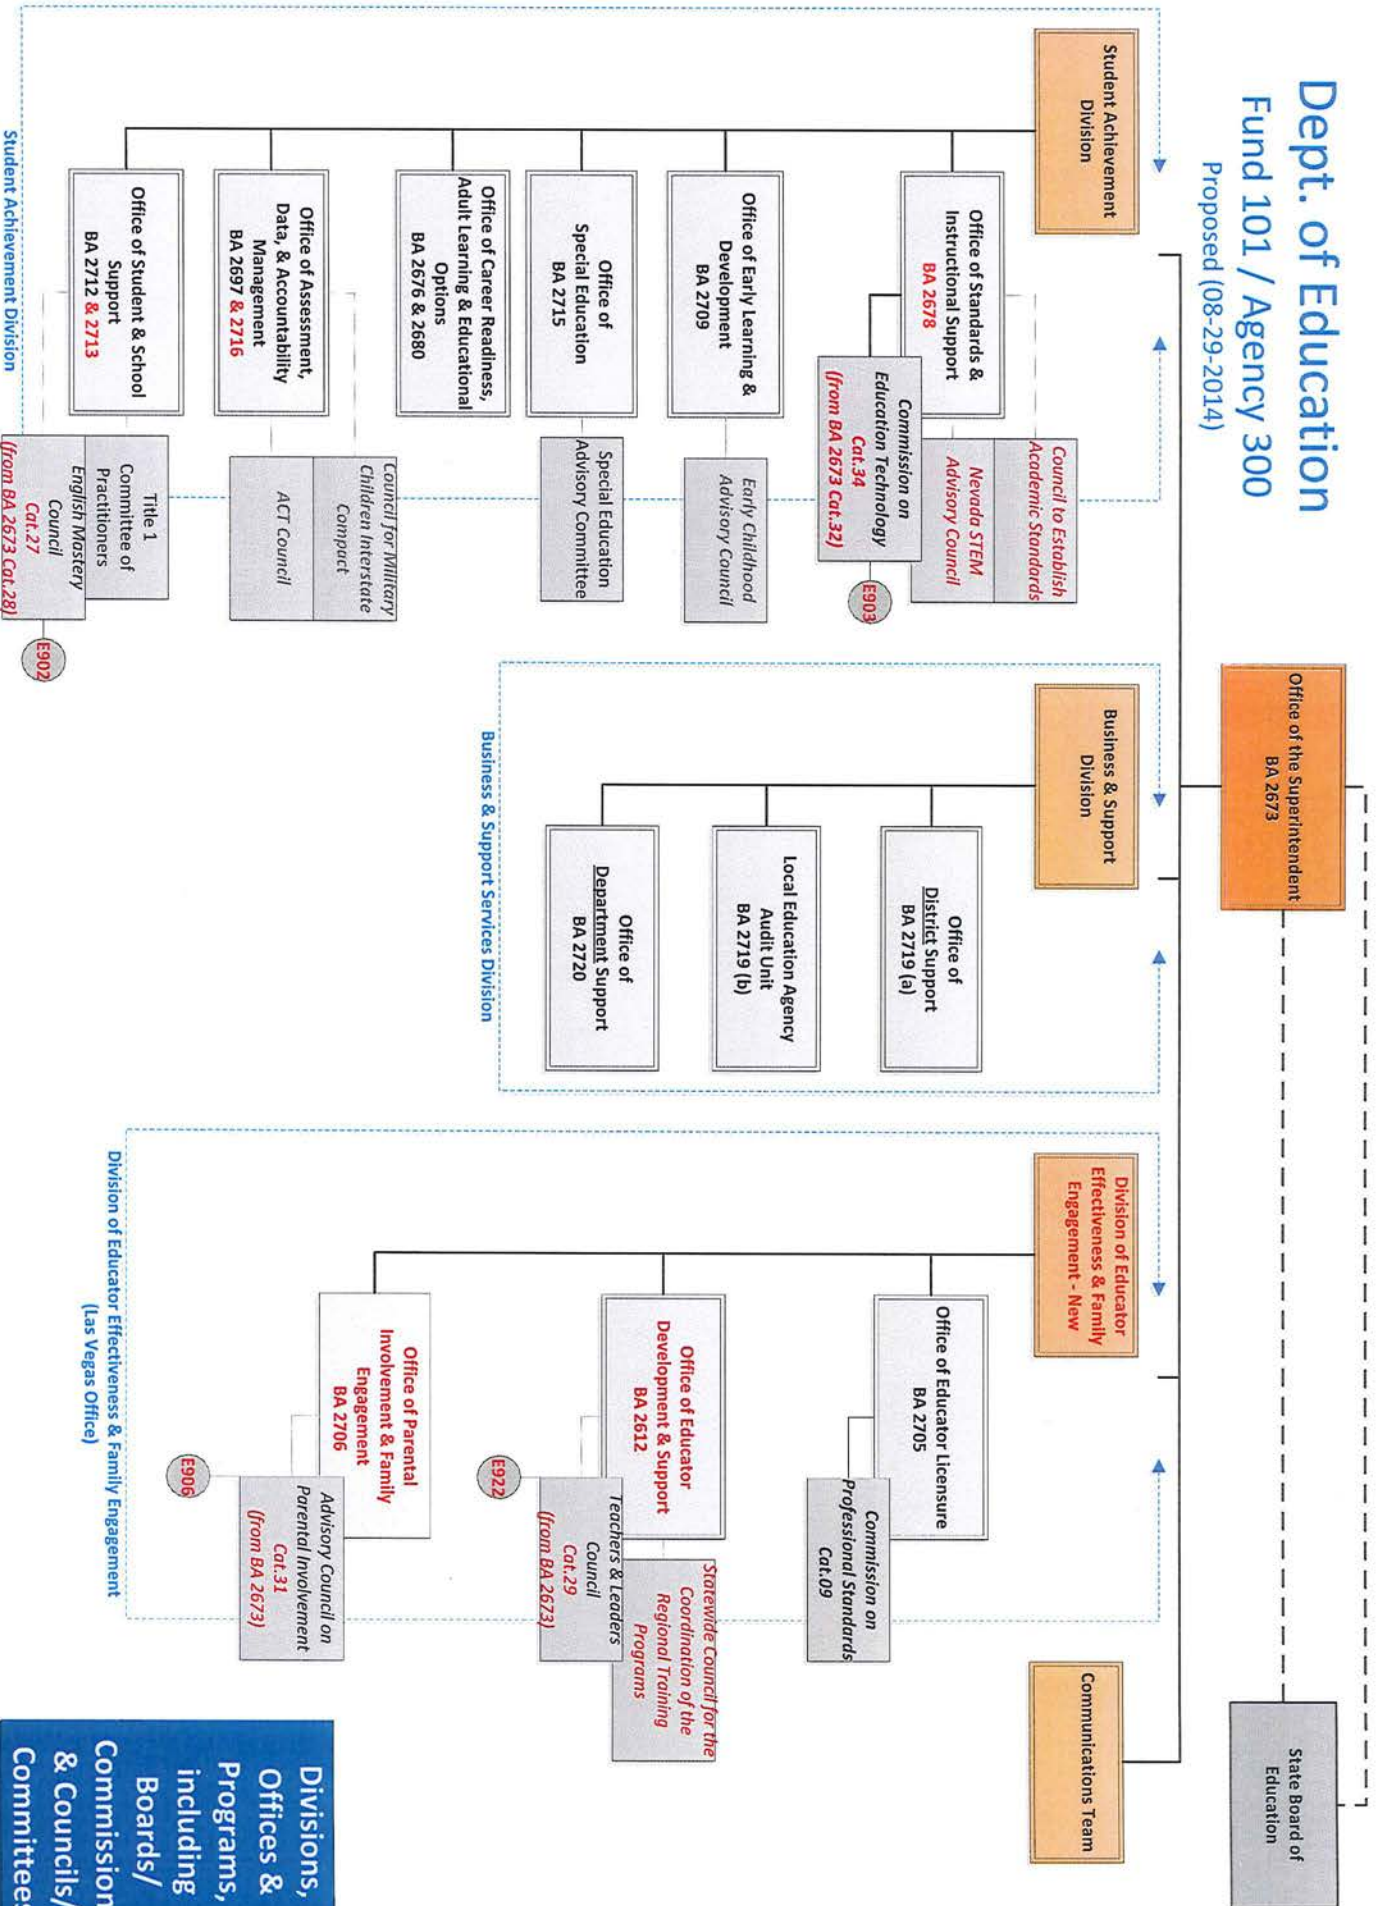 Dept. of Education
Fund 101 / Agency 300
Proposed (08-29-2014)
Office of the Superintendent
BA 2673
State Board of
Education
Student Achievement
Division
Office of Standards &
Instructional Support
BA 2678
Council to Establish
Academic Standards
Nevada STEM
Advisory Council
Commission on
Education Technology
Cat.34
(from BA 2673 Cat.32)
E903
Office of Early Learning &
Development
BA 2709
Early Childhood
Advisory Council
Office of
Special Education
BA 2715
Special Education
Advisory Committee
Office of Career Readiness,
Adult Learning & Educational
Options
BA 2676 & 2680
Office of Assessment,
Data, & Accountability
Management
BA 2697 & 2716
Council for Military
Children Interstate
Compact
ACT Council
Office of Student & School
Support
BA 2712 & 2713
Title 1
Committee of
Practitioners
English Mastery
Council
Cat.27
(from BA 2673 Cat.28)
E902
Student Achievement Division
Business & Support
Division
Office of
District Support
BA 2719 (a)
Local Education Agency
Audit Unit
BA 2719 (b)
Office of
Department Support
BA 2720
Business & Support Services Division
Division of Educator
Effectiveness & Family
Engagement - New
Office of Educator Licensure
BA 2705
Commission on
Professional Standards
Cat.09
Office of Educator
Development & Support
BA 2612
Statewide Council for the
Coordination of the
Regional Training
Programs
Teachers & Leaders
Council
Cat.29
(from BA 2673)
E922
Office of Parental
Involvement & Family
Engagement
BA 2706
Advisory Council on
Parental Involvement
Cat.31
(from BA 2673)
E906
Division of Educator Effectiveness & Family Engagement
(Las Vegas Office)
Communications Team
Divisions,
Offices &
Programs,
including
Boards/
Commission
& Councils/
Committees